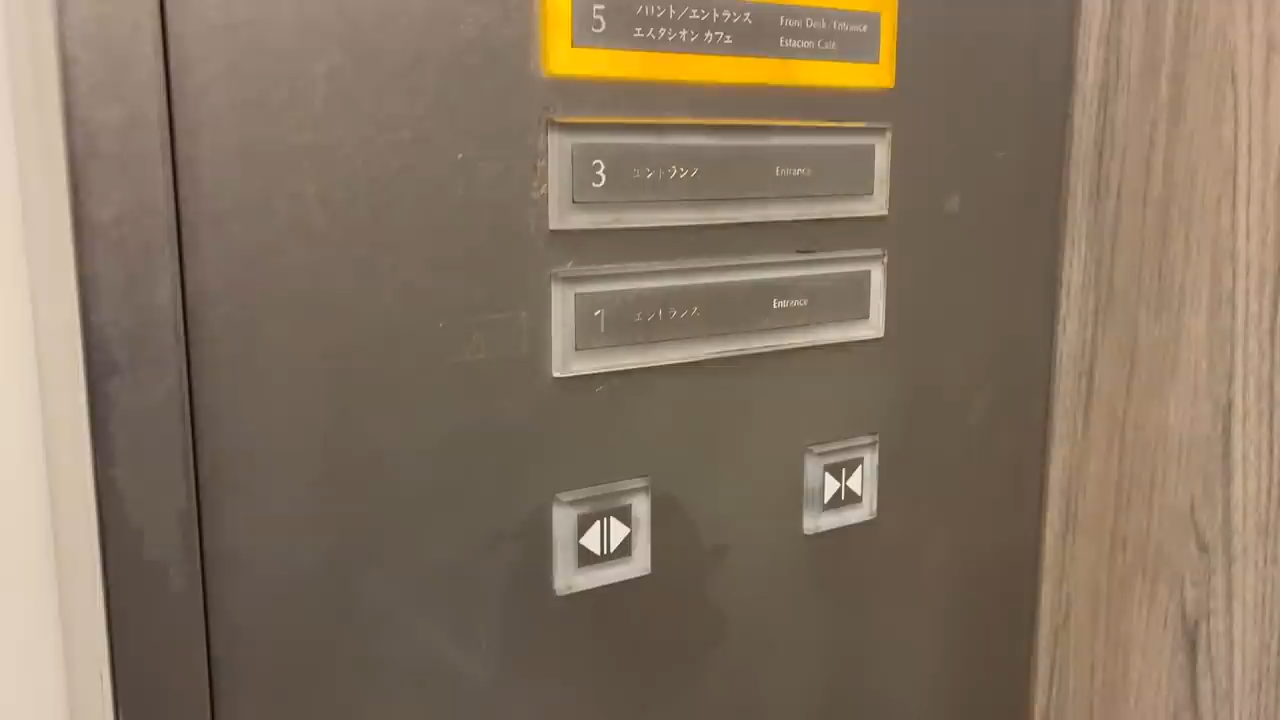 5
フロント／エントランス
エスタシオン カフェ
Front Desk / Entrance
Estacion Café
3 エントランス Entrance
1 エントランス Entrance